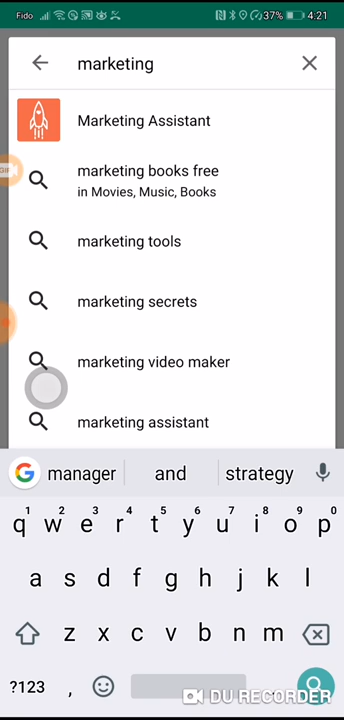 Fido 37% 4.21
marketing
Marketing Assistant
GIF
marketing books free
in Movies, Music, Books
marketing tools
marketing secrets
marketing video maker
marketing assistant
G manager and strategy
1 2 3 4 5 6 7 8 9 0
q w e r t y u i o p
a s d f g h j k l
z x c v b n m
?123 , .
DU RECORDER